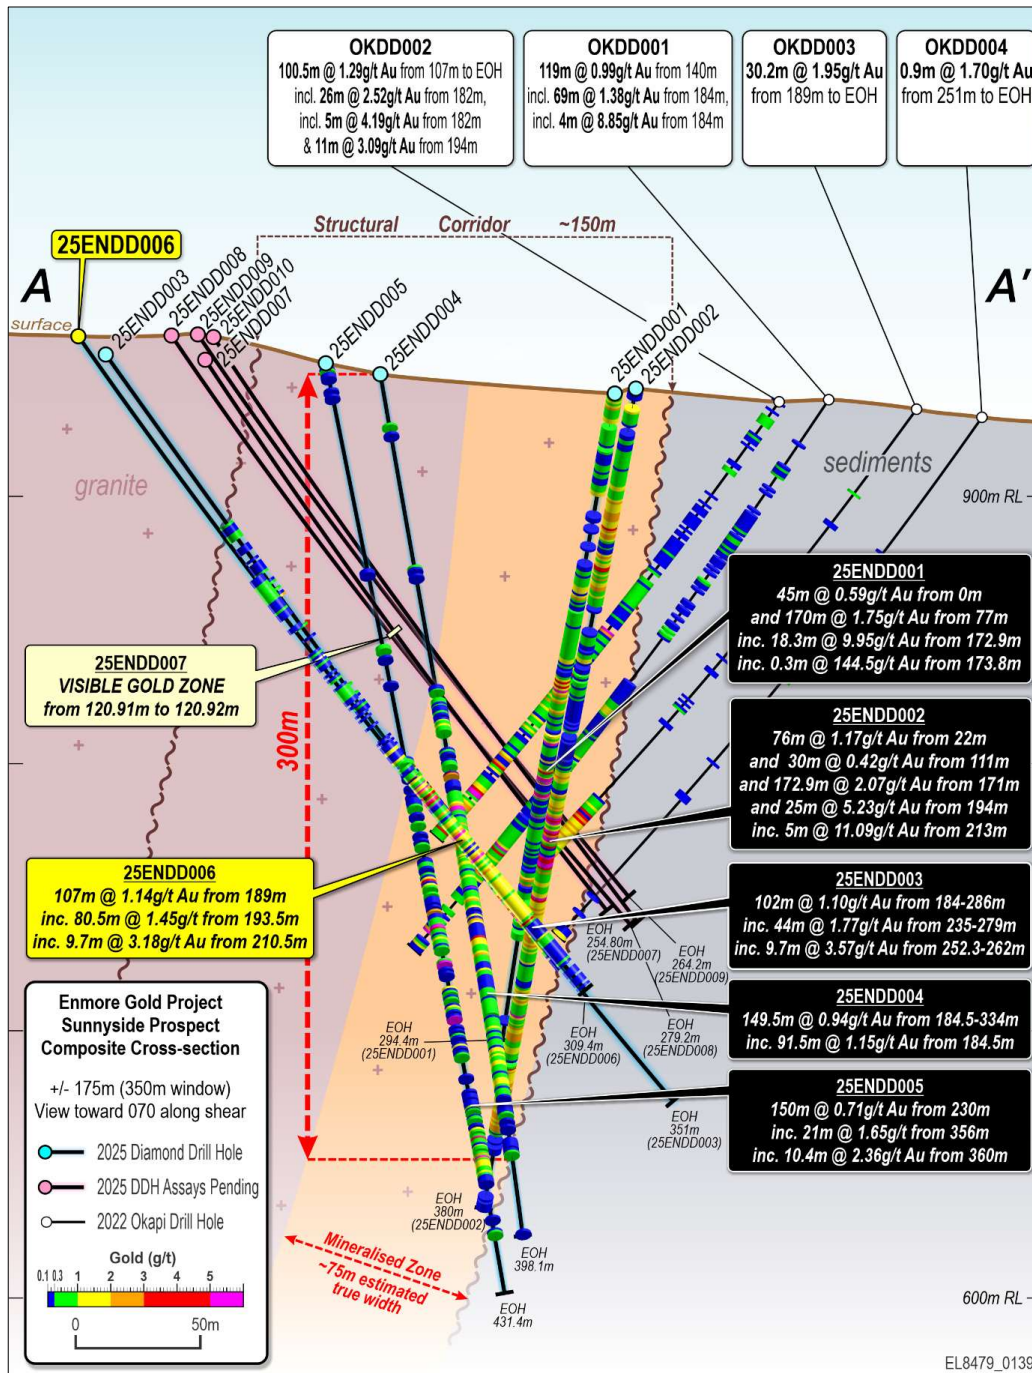 OKDD002
100.5m @ 1.29g/t Au from 107m to EOH
incl. 26m @ 2.52g/t Au from 182m,
incl. 5m @ 4.19g/t Au from 182m
& 11m @ 3.09g/t Au from 194m
OKDD001
119m @ 0.99g/t Au from 140m
incl. 69m @ 1.38g/t Au from 184m,
incl. 4m @ 8.85g/t Au from 184m
OKDD003
30.2m @ 1.95g/t Au
from 189m to EOH
OKDD004
0.9m @ 1.70g/t Au
from 251m to EOH
Structural Corridor ~150m
A
A'
25ENDD006
surface
25ENDD003
25ENDD008
25ENDD009
25ENDD010
25ENDD007
25ENDD005
25ENDD004
25ENDD001
25ENDD002
granite
sediments
900m RL
300m
25ENDD007
VISIBLE GOLD ZONE
from 120.91m to 120.92m
25ENDD001
45m @ 0.59g/t Au from 0m
and 170m @ 1.75g/t Au from 77m
inc. 18.3m @ 9.95g/t Au from 172.9m
inc. 0.3m @ 144.5g/t Au from 173.8m
25ENDD002
76m @ 1.17g/t Au from 22m
and 30m @ 0.42g/t Au from 111m
and 172.9m @ 2.07g/t Au from 171m
and 25m @ 5.23g/t Au from 194m
inc. 5m @ 11.09g/t Au from 213m
25ENDD006
107m @ 1.14g/t Au from 189m
inc. 80.5m @ 1.45g/t from 193.5m
inc. 9.7m @ 3.18g/t Au from 210.5m
25ENDD003
102m @ 1.10g/t Au from 184-286m
inc. 44m @ 1.77g/t Au from 235-279m
inc. 9.7m @ 3.57g/t Au from 252.3-262m
25ENDD004
149.5m @ 0.94g/t Au from 184.5-334m
inc. 91.5m @ 1.15g/t Au from 184.5m
25ENDD005
150m @ 0.71g/t Au from 230m
inc. 21m @ 1.65g/t from 356m
inc. 10.4m @ 2.36g/t Au from 360m
EOH
254.80m
(25ENDD007)
EOH
264.2m
(25ENDD009)
EOH
279.2m
(25ENDD008)
EOH
309.4m
(25ENDD006)
EOH
294.4m
(25ENDD001)
EOH
351m
(25ENDD003)
EOH
380m
(25ENDD002)
EOH
398.1m
EOH
431.4m
Mineralised Zone
~75m estimated
true width
600m RL
Enmore Gold Project
Sunnyside Prospect
Composite Cross-section
+/- 175m (350m window)
View toward 070 along shear
2025 Diamond Drill Hole
2025 DDH Assays Pending
2022 Okapi Drill Hole
Gold (g/t)
0.1 0.3 1 2 3 4 5
0 50m
EL8479_0139